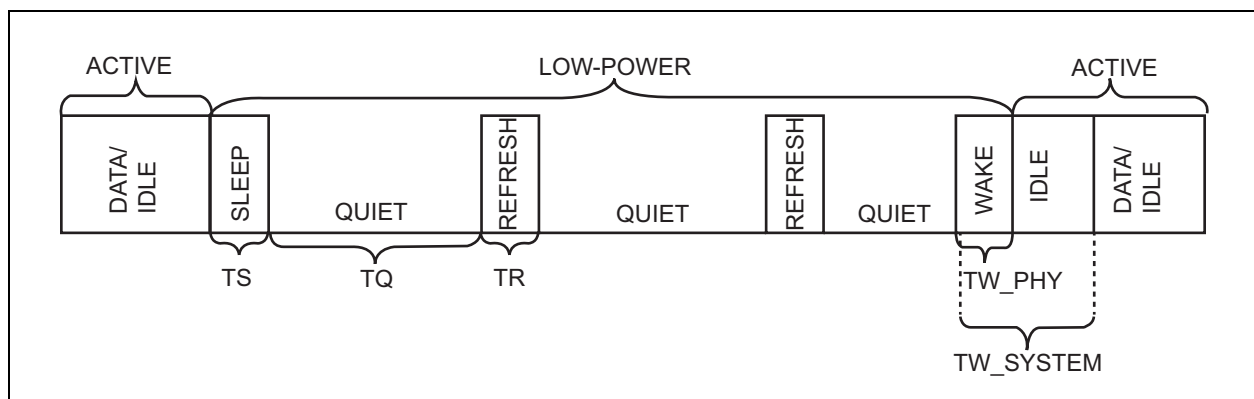 ACTIVE
LOW-POWER
ACTIVE
DATA/
IDLE
SLEEP
QUIET
REFRESH
QUIET
REFRESH
QUIET
WAKE
IDLE
DATA/
IDLE
TS
TQ
TR
TW_PHY
TW_SYSTEM